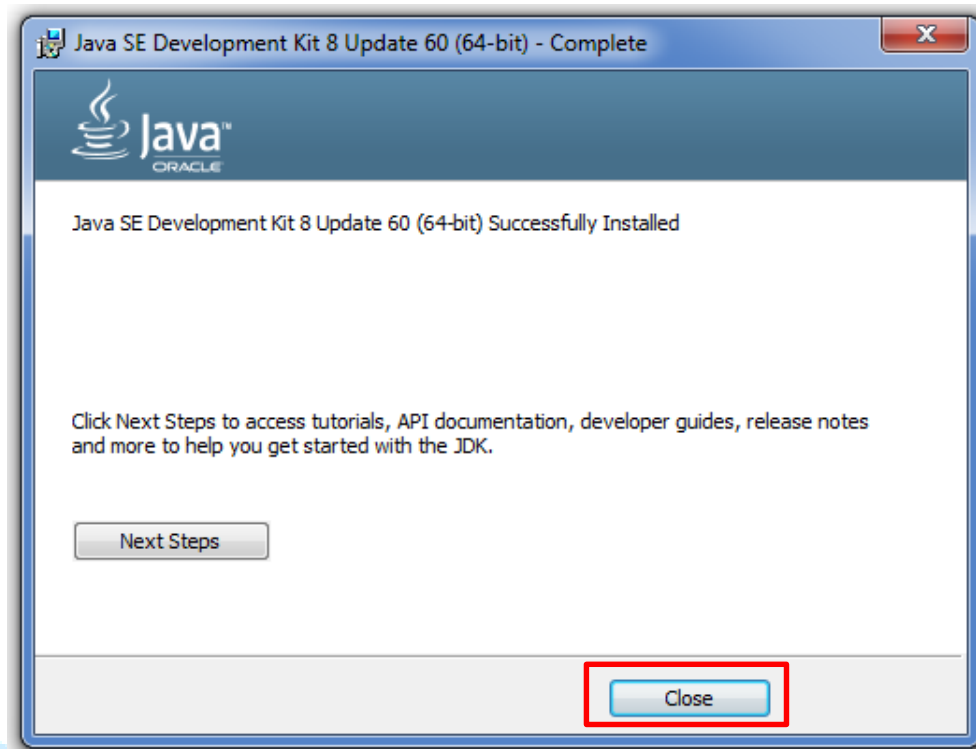 Java SE Development Kit 8 Update 60 (64-bit) - Complete
Java™
ORACLE
Java SE Development Kit 8 Update 60 (64-bit) Successfully Installed
Click Next Steps to access tutorials, API documentation, developer guides, release notes
and more to help you get started with the JDK.
Next Steps
Close